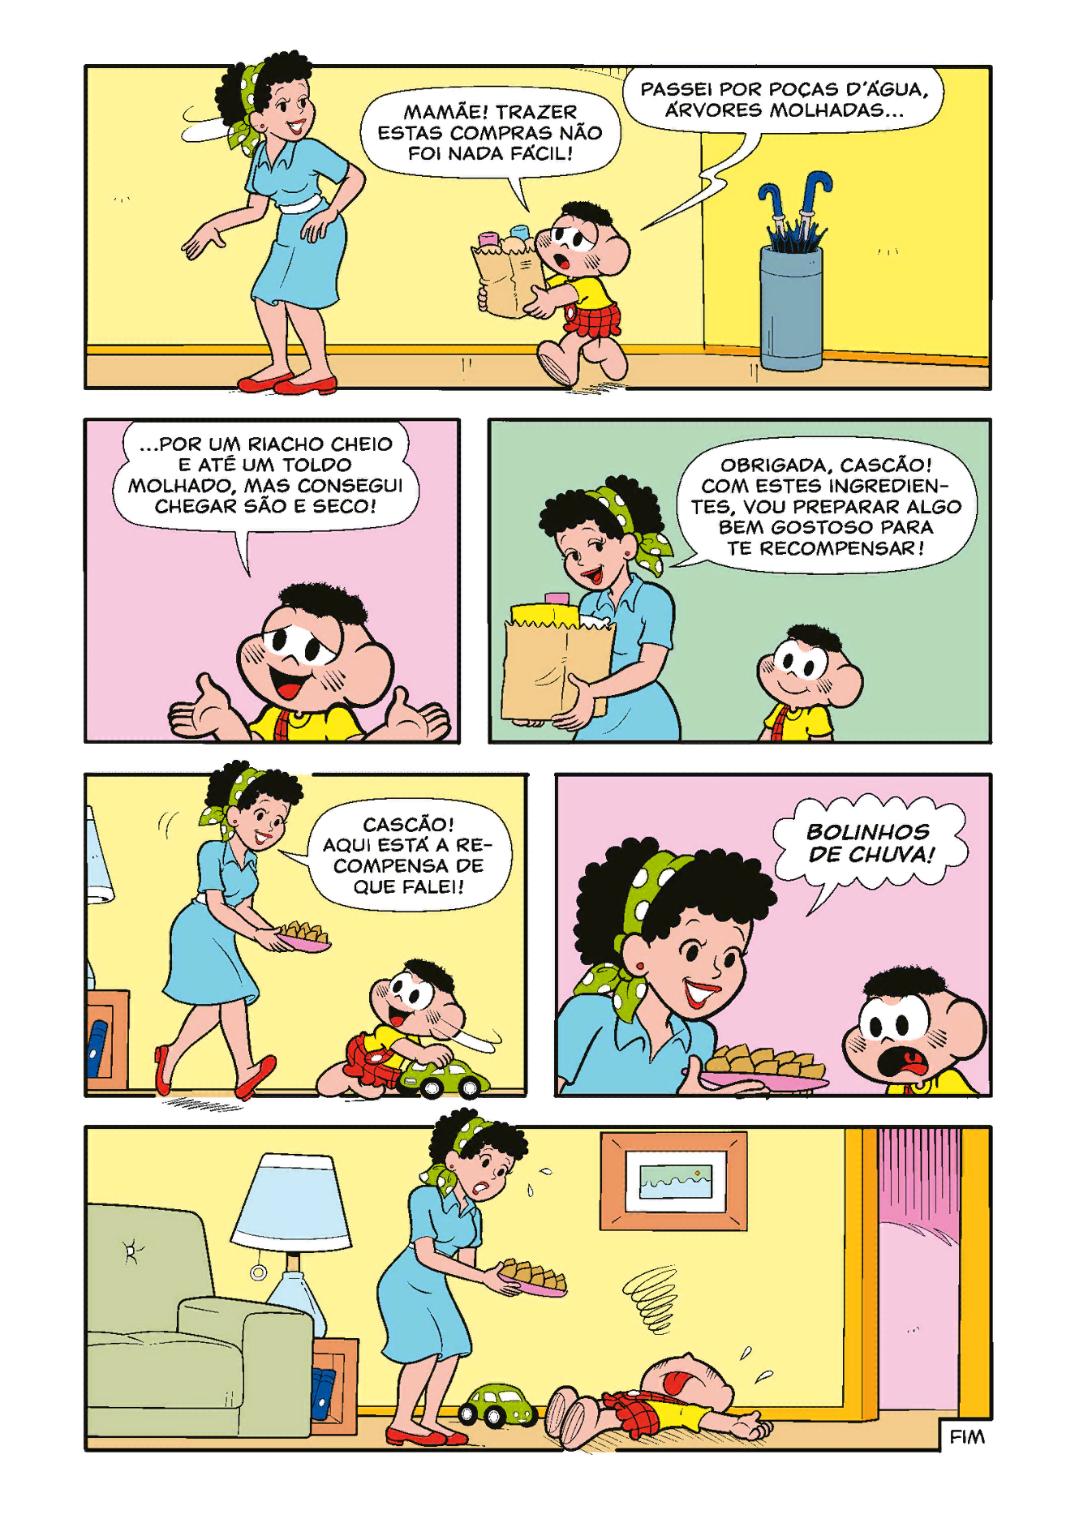 MAMÃE! TRAZER
ESTAS COMPRAS NÃO
FOI NADA FÁCIL!
PASSEI POR POÇAS D'ÁGUA,
ÁRVORES MOLHADAS...
...POR UM RIACHO CHEIO
E ATÉ UM TOLDO
MOLHADO, MAS CONSEGUI
CHEGAR SÃO E SECO!
OBRIGADA, CASCÃO!
COM ESTES INGREDIEN-
TES, VOU PREPARAR ALGO
BEM GOSTOSO PARA
TE RECOMPENSAR!
CASCÃO!
AQUI ESTÁ A RE-
COMPENSA DE
QUE FALEI!
BOLINHOS
DE CHUVA!
FIM